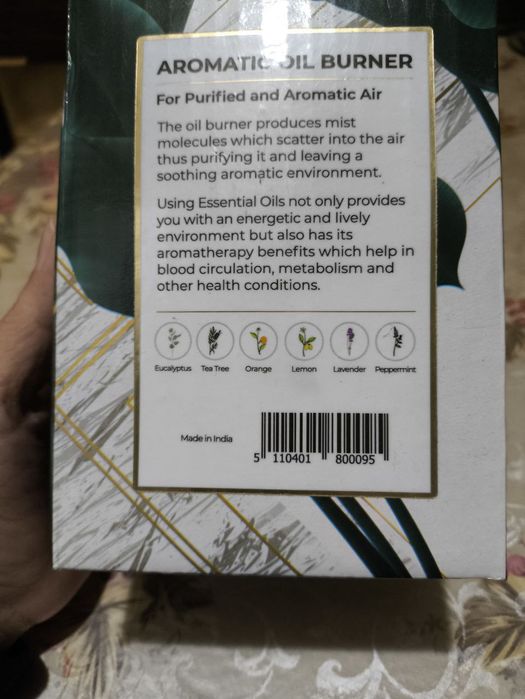 AROMATIC OIL BURNER
For Purified and Aromatic Air
The oil burner produces mist
molecules which scatter into the air
thus purifying it and leaving a
soothing aromatic environment.
Using Essential Oils not only provides
you with an energetic and lively
environment but also has its
aromatherapy benefits which help in
blood circulation, metabolism and
other health conditions.
Eucalyptus Tea Tree Orange Lemon Lavender Peppermint
Made in India
5 110401 800095